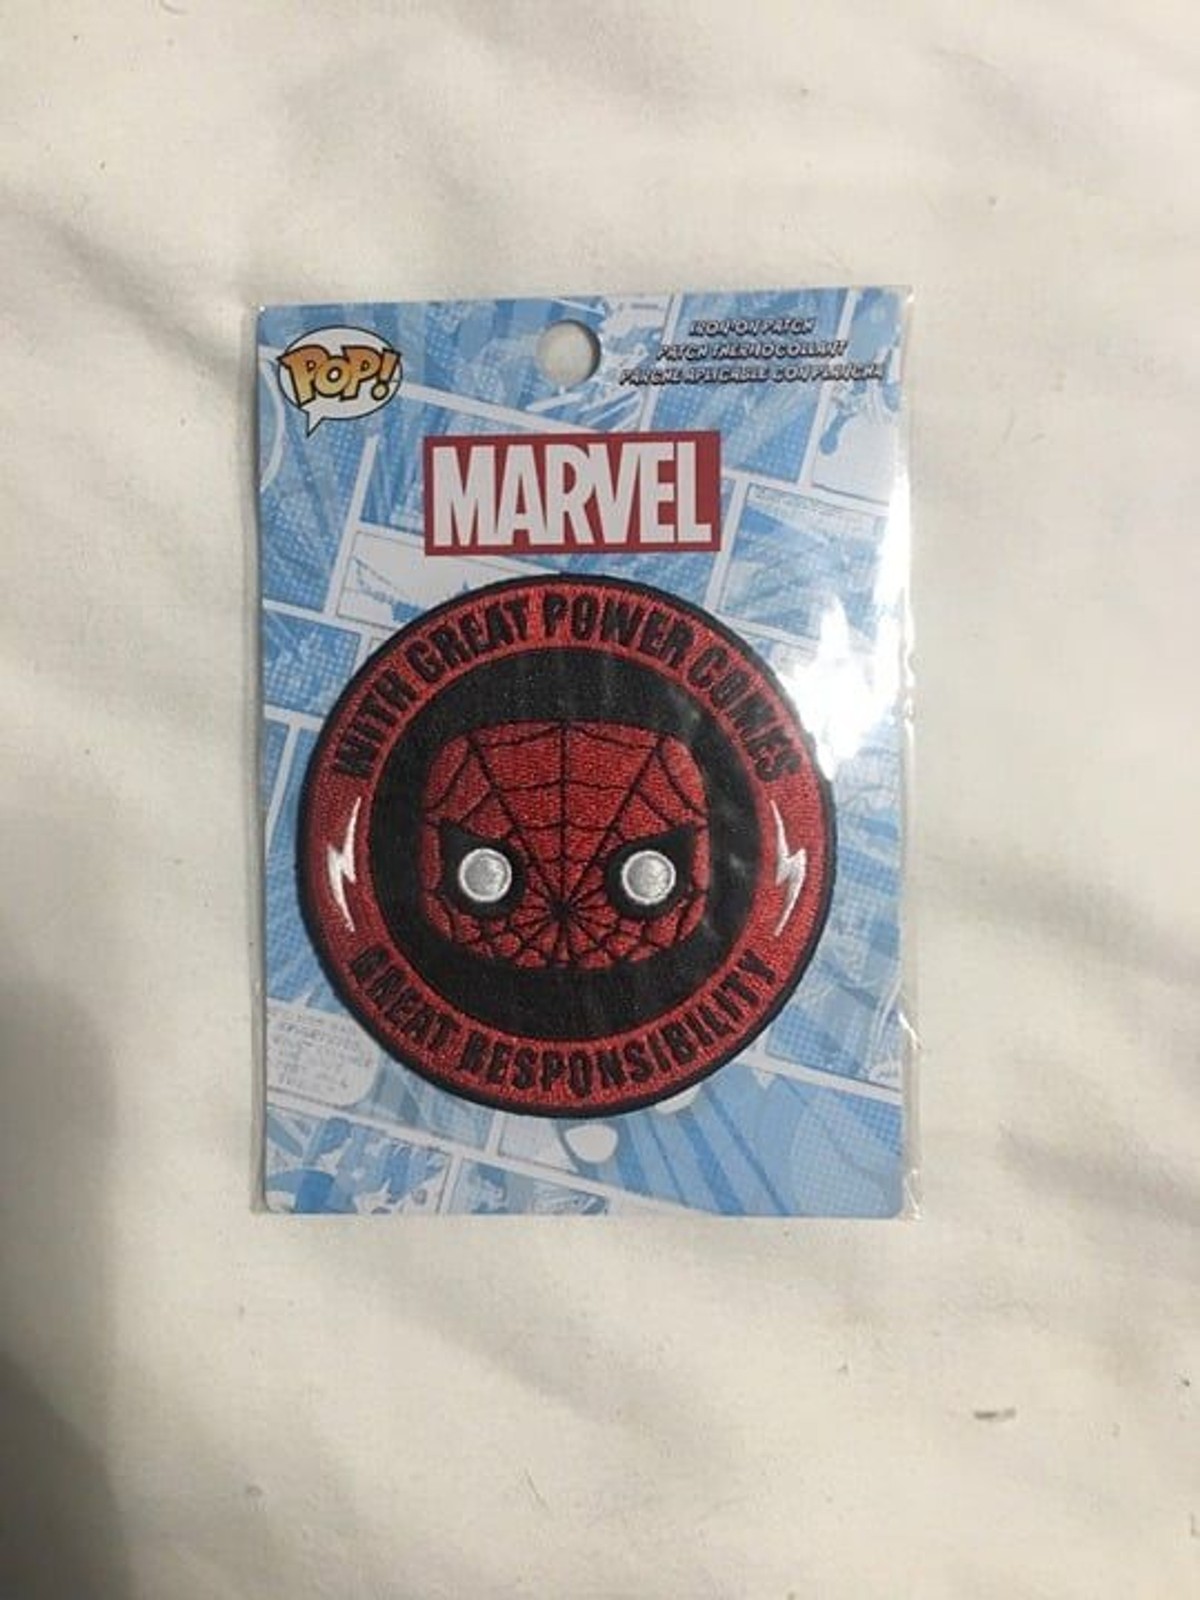 POP!
IRON-ON PATCH
PATCH THERMOCOLLANT
PARCHE APLICABLE CON PLANCHA
MARVEL
WITH GREAT POWER COMES
GREAT RESPONSIBILITY